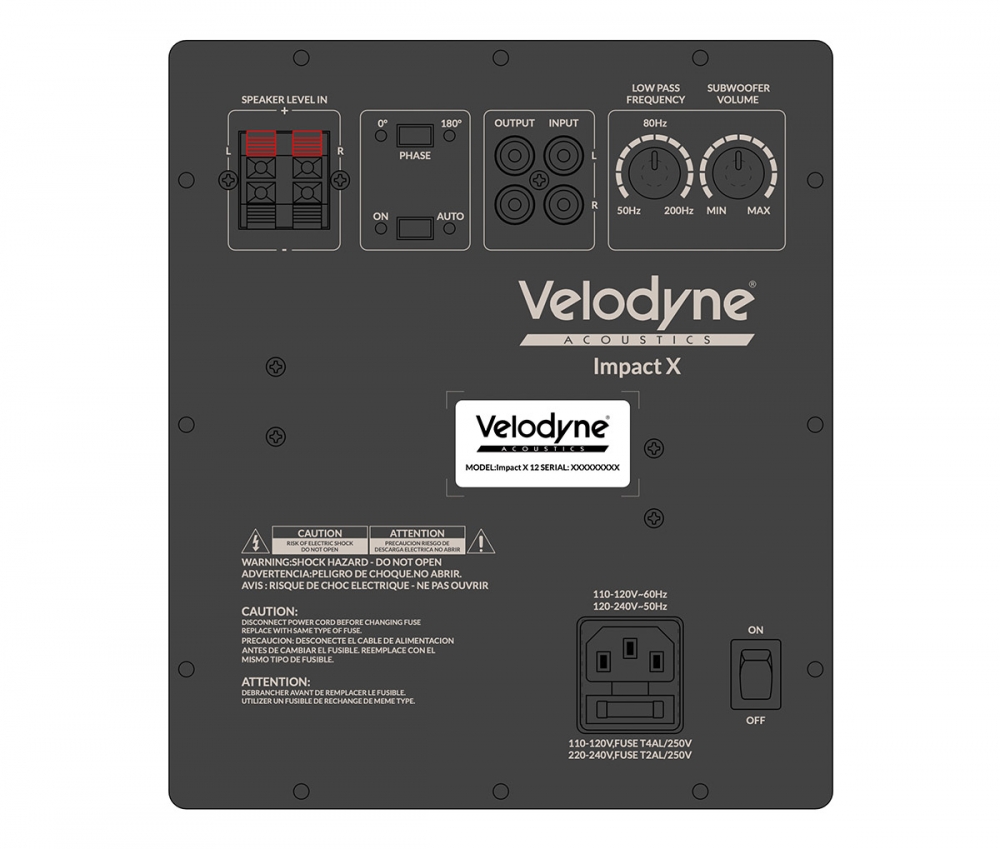 SPEAKER LEVEL IN
+
L
R
-
0°
180°
PHASE
ON
AUTO
OUTPUT
INPUT
L
R
LOW PASS
FREQUENCY
80Hz
50Hz
200Hz
SUBWOOFER
VOLUME
MIN
MAX
Velodyne®
ACOUSTICS
Impact X
Velodyne®
ACOUSTICS
MODEL:Impact X 12 SERIAL: XXXXXXXXX
CAUTION
RISK OF ELECTRIC SHOCK
DO NOT OPEN
ATTENTION
PRECAUCION RIESGO DE
DESCARGA ELECTRICA NO ABRIR
WARNING:SHOCK HAZARD - DO NOT OPEN
ADVERTENCIA:PELIGRO DE CHOQUE.NO ABRIR.
AVIS : RISQUE DE CHOC ELECTRIQUE - NE PAS OUVRIR
CAUTION:
DISCONNECT POWER CORD BEFORE CHANGING FUSE
REPLACE WITH SAME TYPE OF FUSE.
PRECAUCION: DESCONECTE EL CABLE DE ALIMENTACION
ANTES DE CAMBIAR EL FUSIBLE. REEMPLACE CON EL
MISMO TIPO DE FUSIBLE.
ATTENTION:
DEBRANCHER AVANT DE REMPLACER LE FUSIBLE.
UTILIZER UN FUSIBLE DE RECHANGE DE MEME TYPE.
110-120V~60Hz
120-240V~50Hz
110-120V,FUSE T4AL/250V
220-240V,FUSE T2AL/250V
ON
OFF